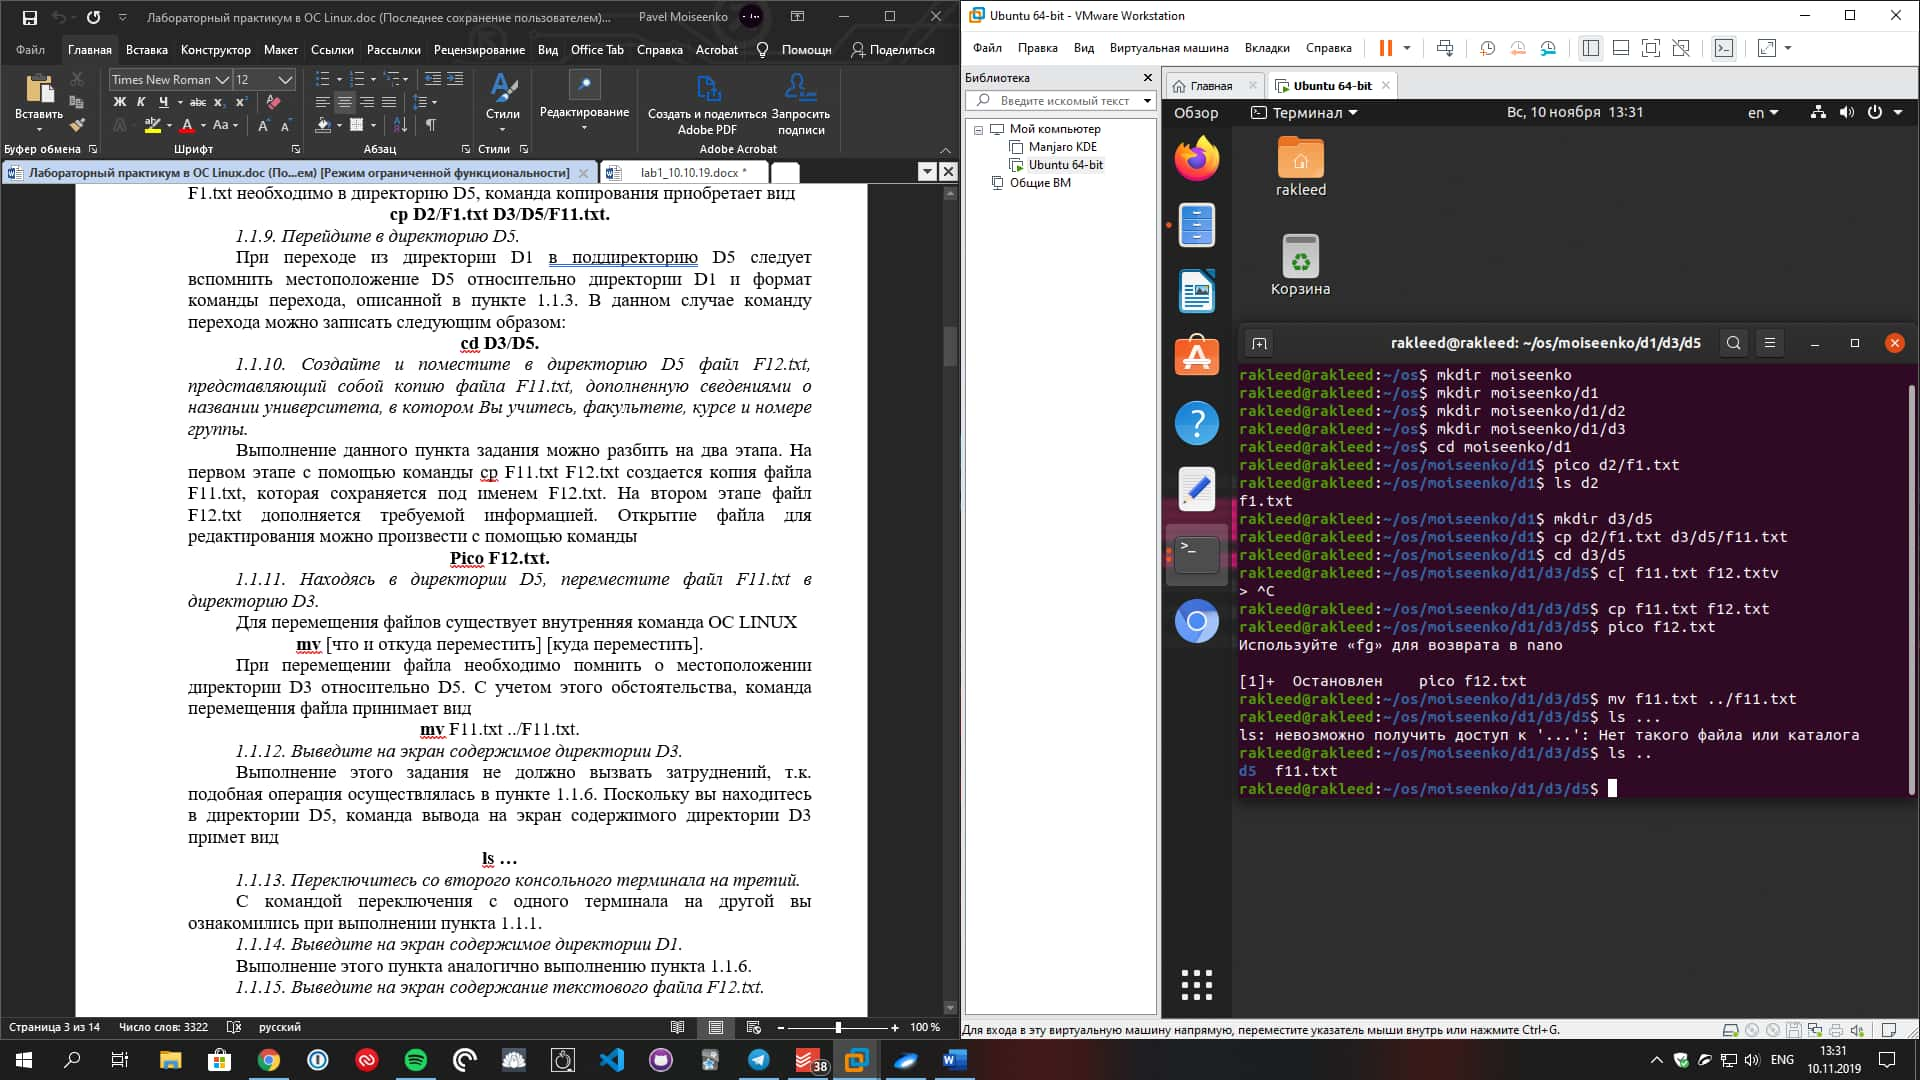 Лабораторный практикум в ОС Linux.doc (Последнее сохранение пользователем)...
Pavel Moiseenko
Файл Главная Вставка Конструктор Макет Ссылки Рассылки Рецензирование Вид Office Tab Справка Acrobat Помощн Поделиться
Times New Roman 12
Ж К Ч abc x₂ x²
Aa A A
Вставить
Стили
Редактирование
Создать и поделиться Adobe PDF
Запросить подписи
Буфер обмена Шрифт Абзац Стили Adobe Acrobat
Лабораторный практикум в ОС Linux.doc (По...ем) [Режим ограниченной функциональности]
lab1_10.10.19.docx *
F1.txt необходимо в директорию D5, команда копирования приобретает вид
cp D2/F1.txt D3/D5/F11.txt.
1.1.9. Перейдите в директорию D5.
При переходе из директории D1 в поддиректорию D5 следует
вспомнить местоположение D5 относительно директории D1 и формат
команды перехода, описанной в пункте 1.1.3. В данном случае команду
перехода можно записать следующим образом:
cd D3/D5.
1.1.10. Создайте и поместите в директорию D5 файл F12.txt,
представляющий собой копию файла F11.txt, дополненную сведениями о
названии университета, в котором Вы учитесь, факультете, курсе и номере
группы.
Выполнение данного пункта задания можно разбить на два этапа. На
первом этапе с помощью команды cp F11.txt F12.txt создается копия файла
F11.txt, которая сохраняется под именем F12.txt. На втором этапе файл
F12.txt дополняется требуемой информацией. Открытие файла для
редактирования можно произвести с помощью команды
Pico F12.txt.
1.1.11. Находясь в директории D5, переместите файл F11.txt в
директорию D3.
Для перемещения файлов существует внутренняя команда ОС LINUX
mv [что и откуда переместить] [куда переместить].
При перемещении файла необходимо помнить о местоположении
директории D3 относительно D5. С учетом этого обстоятельства, команда
перемещения файла принимает вид
mv F11.txt ../F11.txt.
1.1.12. Выведите на экран содержимое директории D3.
Выполнение этого задания не должно вызвать затруднений, т.к.
подобная операция осуществлялась в пункте 1.1.6. Поскольку вы находитесь
в директории D5, команда вывода на экран содержимого директории D3
примет вид
ls …
1.1.13. Переключитесь со второго консольного терминала на третий.
С командой переключения с одного терминала на другой вы
ознакомились при выполнении пункта 1.1.1.
1.1.14. Выведите на экран содержимое директории D1.
Выполнение этого пункта аналогично выполнению пункта 1.1.6.
1.1.15. Выведите на экран содержание текстового файла F12.txt.
Страница 3 из 14 Число слов: 3322 русский 100 %
Ubuntu 64-bit - VMware Workstation
Файл Правка Вид Виртуальная машина Вкладки Справка
Библиотека
Введите искомый текст
Мой компьютер
Manjaro KDE
Ubuntu 64-bit
Общие ВМ
Главная Ubuntu 64-bit
Обзор Терминал Вс, 10 ноября 13:31 en
rakleed
Корзина
rakleed@rakleed: ~/os/moiseenko/d1/d3/d5
rakleed@rakleed:~/os$ mkdir moiseenko
rakleed@rakleed:~/os$ mkdir moiseenko/d1
rakleed@rakleed:~/os$ mkdir moiseenko/d1/d2
rakleed@rakleed:~/os$ mkdir moiseenko/d1/d3
rakleed@rakleed:~/os$ cd moiseenko/d1
rakleed@rakleed:~/os/moiseenko/d1$ pico d2/f1.txt
rakleed@rakleed:~/os/moiseenko/d1$ ls d2
f1.txt
rakleed@rakleed:~/os/moiseenko/d1$ mkdir d3/d5
rakleed@rakleed:~/os/moiseenko/d1$ cp d2/f1.txt d3/d5/f11.txt
rakleed@rakleed:~/os/moiseenko/d1$ cd d3/d5
rakleed@rakleed:~/os/moiseenko/d1/d3/d5$ c[ f11.txt f12.txtv
> ^C
rakleed@rakleed:~/os/moiseenko/d1/d3/d5$ cp f11.txt f12.txt
rakleed@rakleed:~/os/moiseenko/d1/d3/d5$ pico f12.txt
Используйте «fg» для возврата в nano
[1]+ Остановлен pico f12.txt
rakleed@rakleed:~/os/moiseenko/d1/d3/d5$ mv f11.txt ../f11.txt
rakleed@rakleed:~/os/moiseenko/d1/d3/d5$ ls ...
ls: невозможно получить доступ к '...': Нет такого файла или каталога
rakleed@rakleed:~/os/moiseenko/d1/d3/d5$ ls ..
d5 f11.txt
rakleed@rakleed:~/os/moiseenko/d1/d3/d5$
Для входа в эту виртуальную машину напрямую, переместите указатель мыши внутрь или нажмите Ctrl+G.
38
ENG
13:31
10.11.2019